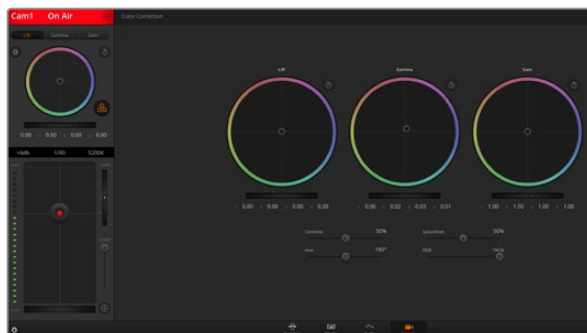 Cam1 On Air
Color Correction
Lift Gamma Gain
Lift Gamma Gain
0.00 0.00 0.00 0.00
+6db 1/90 5200K
0.00 0.00 0.00 0.00
0.06 0.02 -0.03 0.01
1.00 1.00 1.00 1.00
Contrast 50% Saturation 50%
Hue 180°